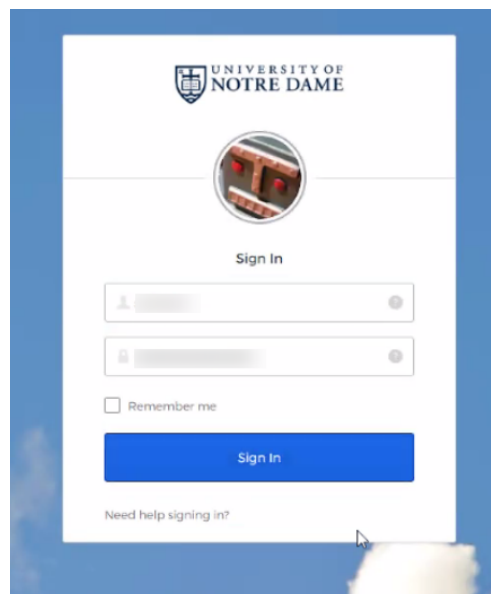 UNIVERSITY OF
NOTRE DAME
Sign In
?
?
Remember me
Sign In
Need help signing in?